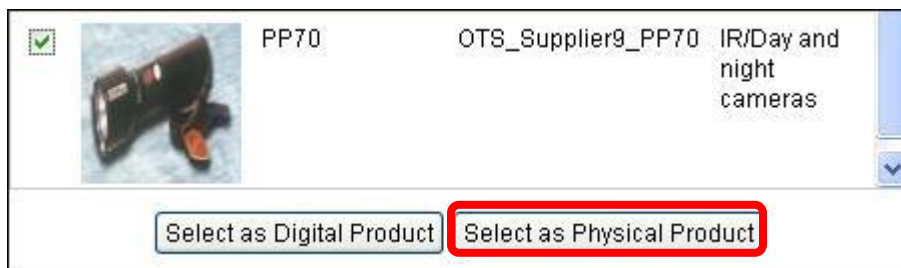 PP70 OTS_Supplier9_PP70 IR/Day and
night
cameras
Select as Digital Product Select as Physical Product